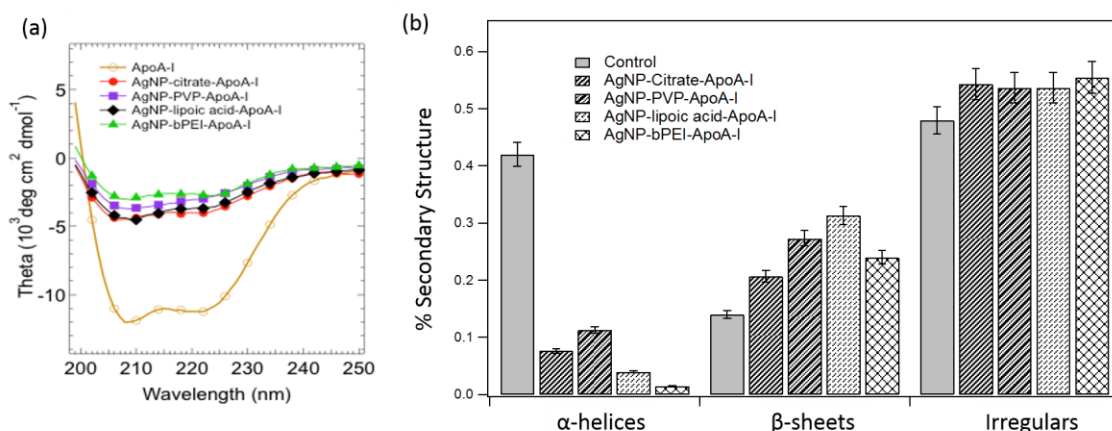 (a)
ApoA-I
AgNP-citrate-ApoA-I
AgNP-PVP-ApoA-I
AgNP-lipoic acid-ApoA-I
AgNP-bPEI-ApoA-I
5
0
-5
-10
Theta (10³ deg cm² dmol⁻¹)
200 210 220 230 240 250
Wavelength (nm)
(b)
Control
AgNP-Citrate-ApoA-I
AgNP-PVP-ApoA-I
AgNP-lipoic acid-ApoA-I
AgNP-bPEI-ApoA-I
0.6
0.5
0.4
0.3
0.2
0.1
0.0
% Secondary Structure
α-helices β-sheets Irregulars